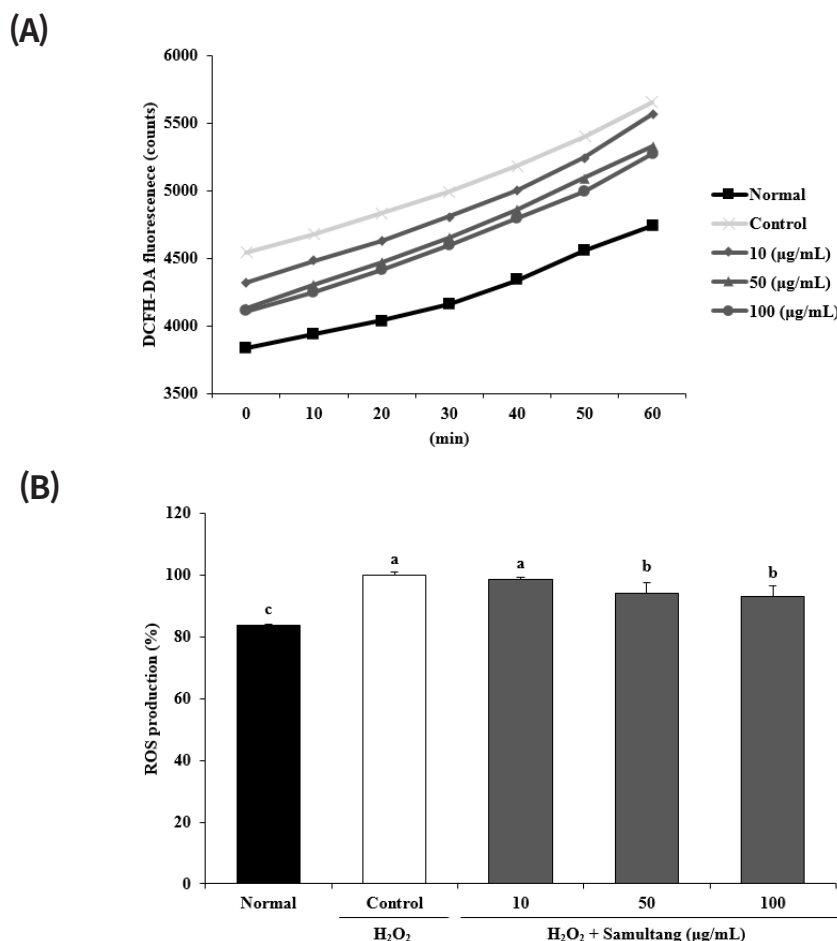 (A)
6000
5500
5000
4500
4000
3500
DCFH-DA fluorescenece (counts)
0 10 20 30 40 50 60
(min)
Normal
Control
10 (µg/mL)
50 (µg/mL)
100 (µg/mL)
(B)
120
100
80
60
40
20
0
ROS production (%)
c
a
a
b
b
Normal Control 10 50 100
H₂O₂ H₂O₂ + Samultang (µg/mL)